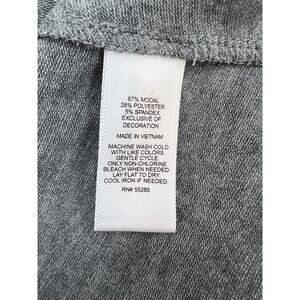 67% MODAL
28% POLYESTER
5% SPANDEX
EXCLUSIVE OF
DECORATION
MADE IN VIETNAM
MACHINE WASH COLD
WITH LIKE COLORS.
GENTLE CYCLE.
ONLY NON-CHLORINE
BLEACH WHEN NEEDED.
LAY FLAT TO DRY.
COOL IRON IF NEEDED.
RN# 55285